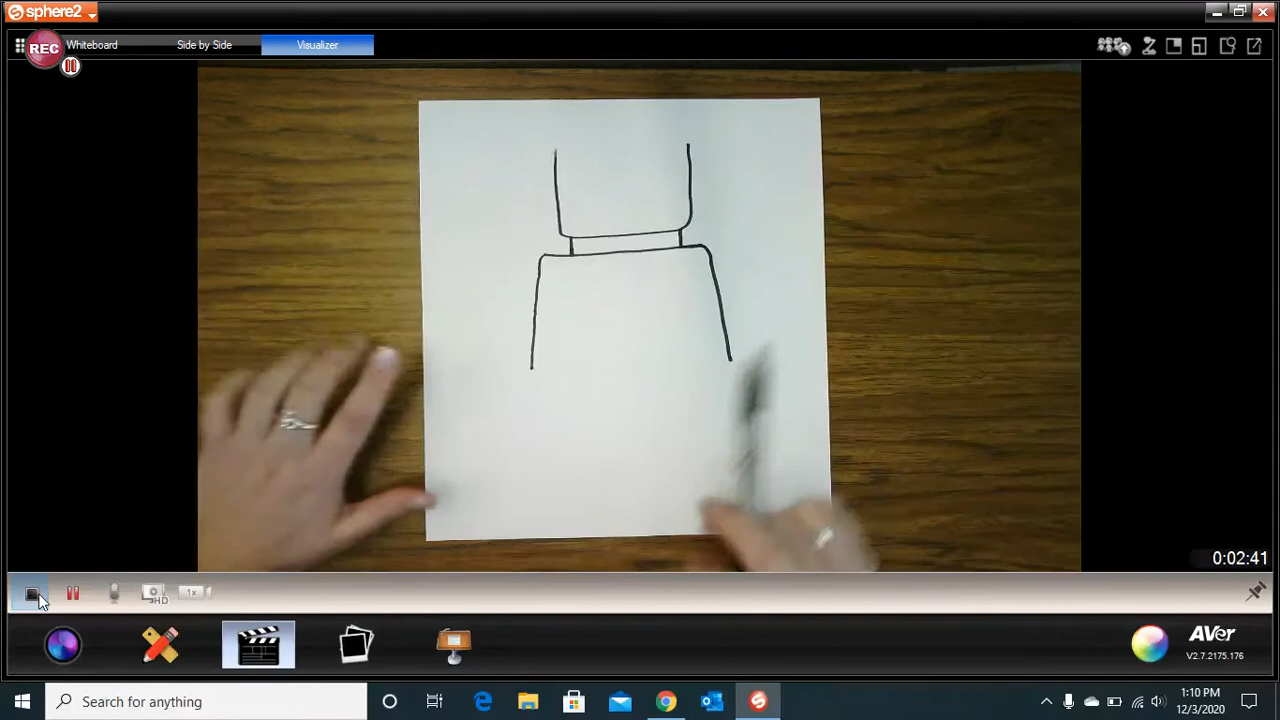 sphere2
REC
Whiteboard
Side by Side
Visualizer
0:02:41
HD
1x
AVer
V2.7.2175.176
Search for anything
1:10 PM
12/3/2020